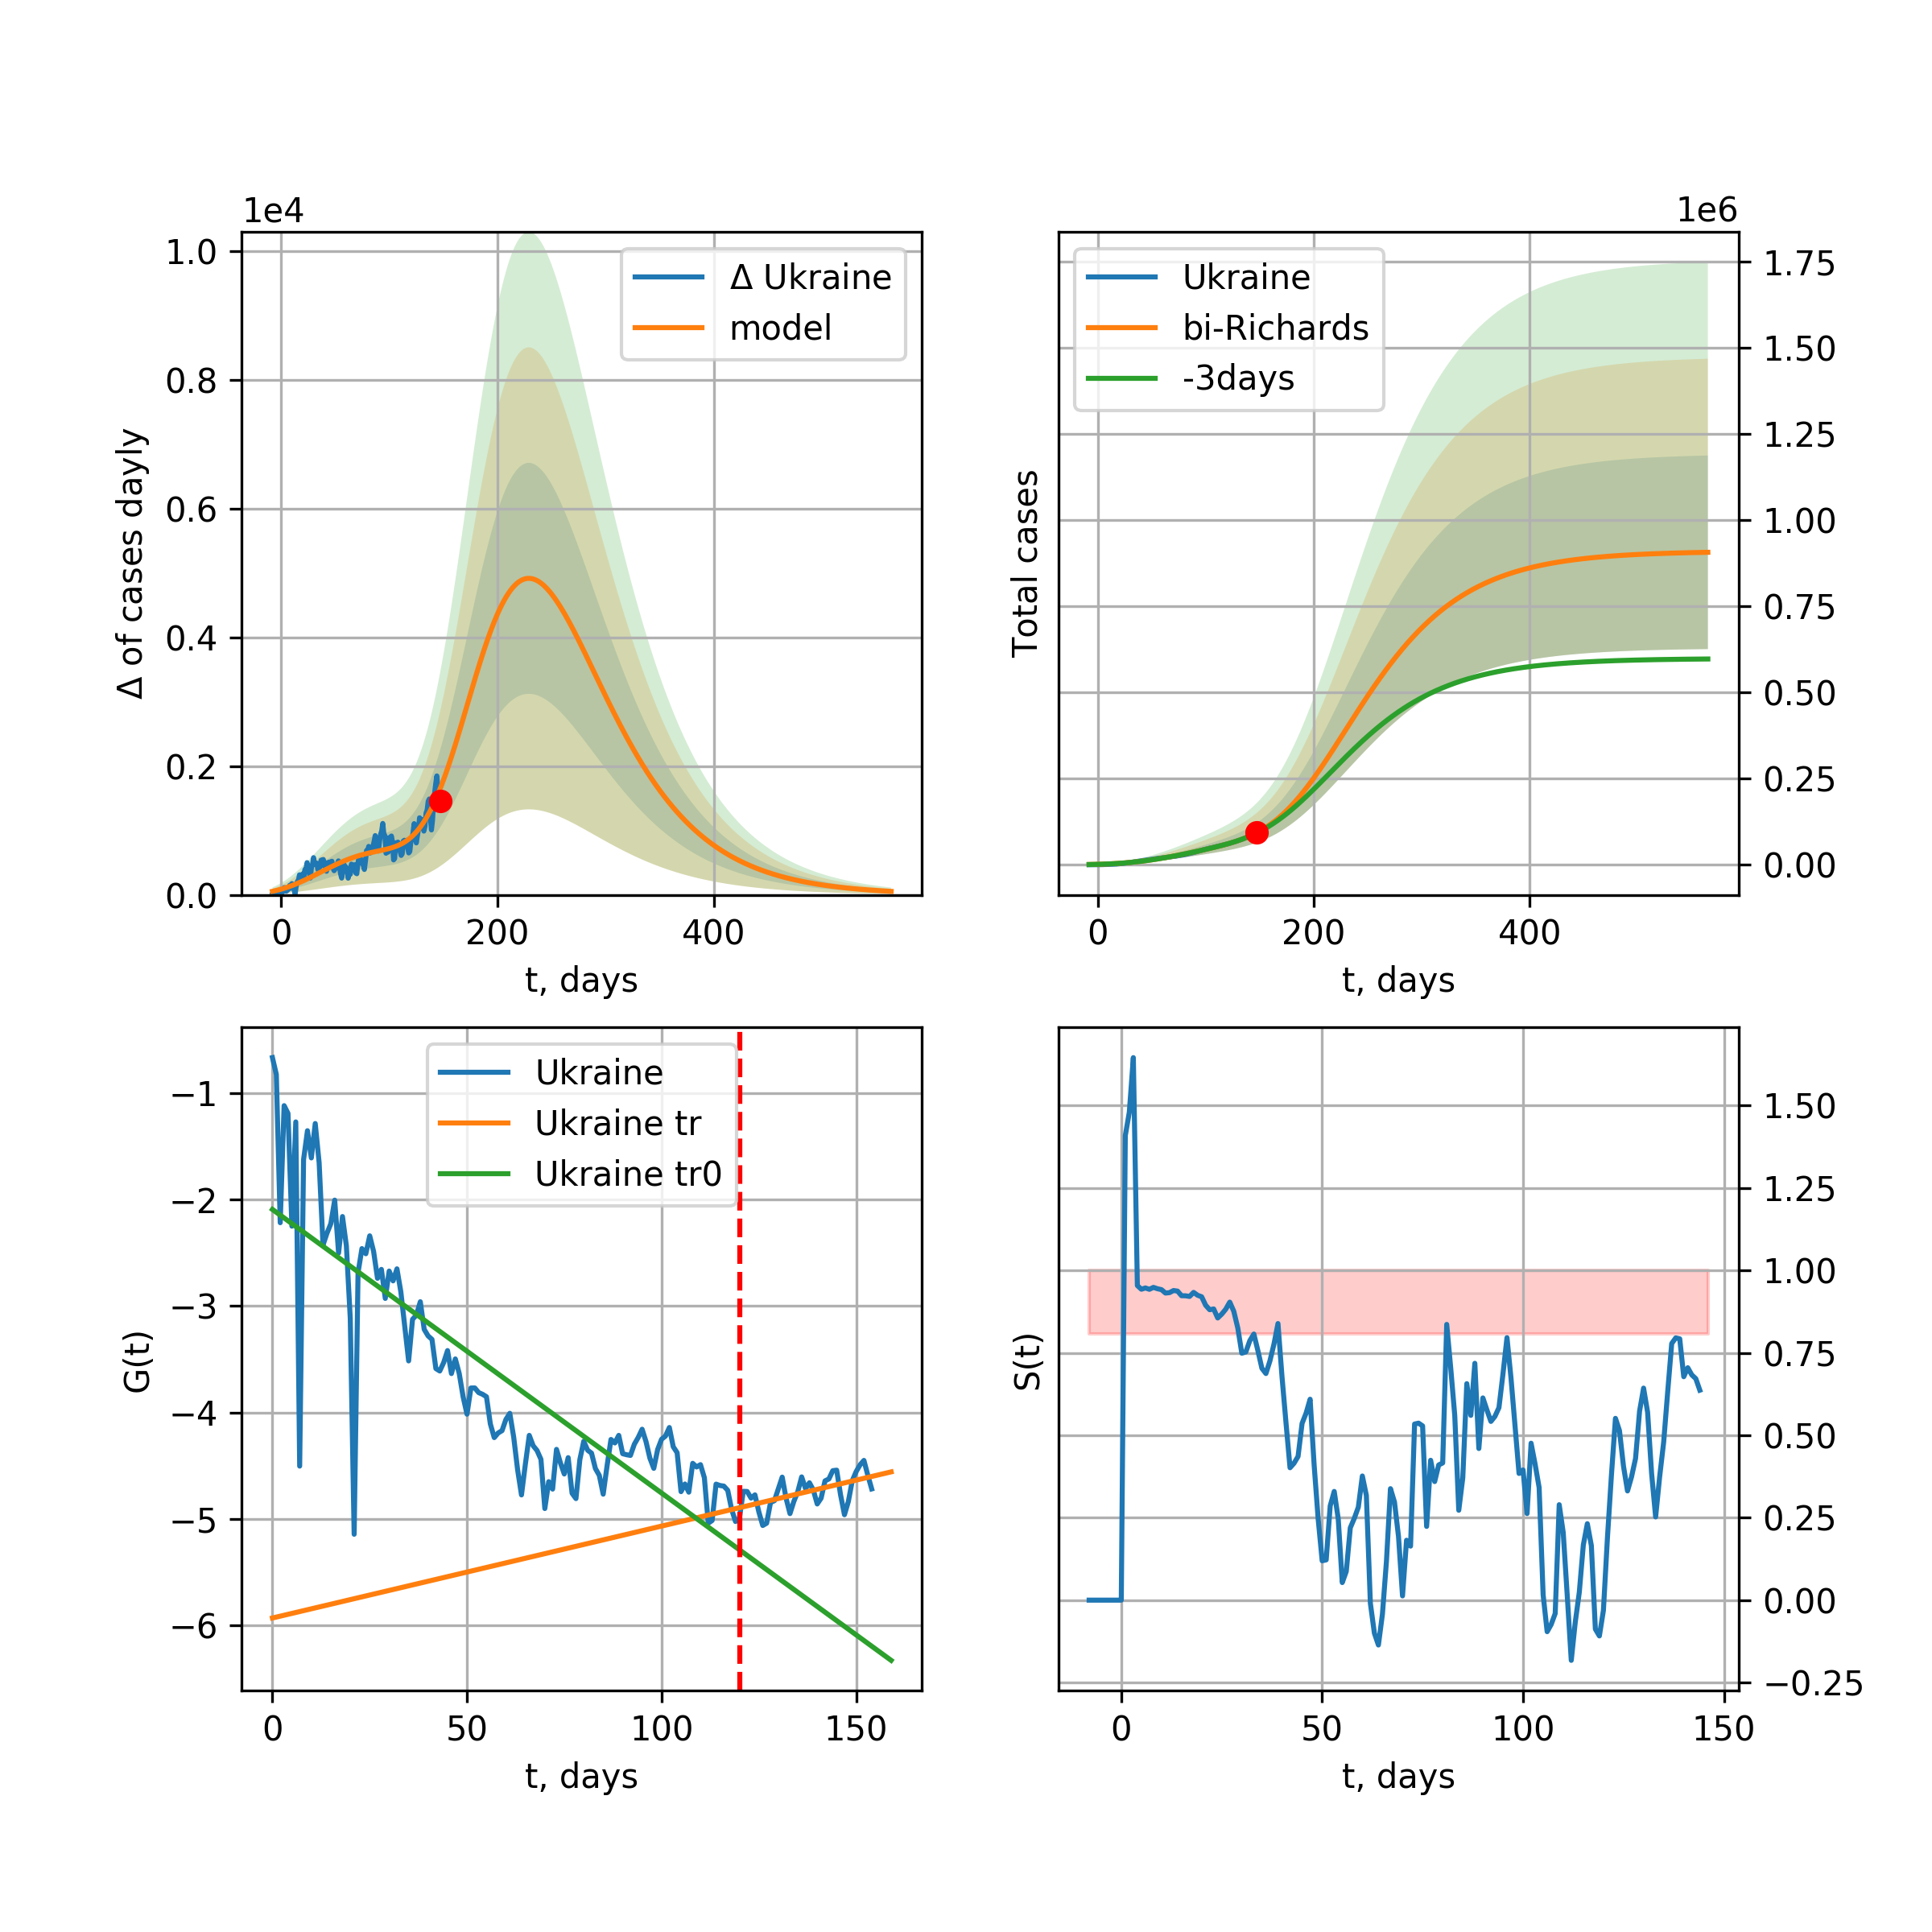 1e4
1.0
0.8
0.6
0.4
0.2
0.0
0
200
400
t, days
Δ of cases dayly
Δ Ukraine
model
1e6
1.75
1.50
1.25
1.00
0.75
0.50
0.25
0.00
0
200
400
t, days
Total cases
Ukraine
bi-Richards
-3days
−1
−2
−3
−4
−5
−6
0
50
100
150
t, days
G(t)
Ukraine
Ukraine tr
Ukraine tr0
1.50
1.25
1.00
0.75
0.50
0.25
0.00
−0.25
0
50
100
150
t, days
S(t)